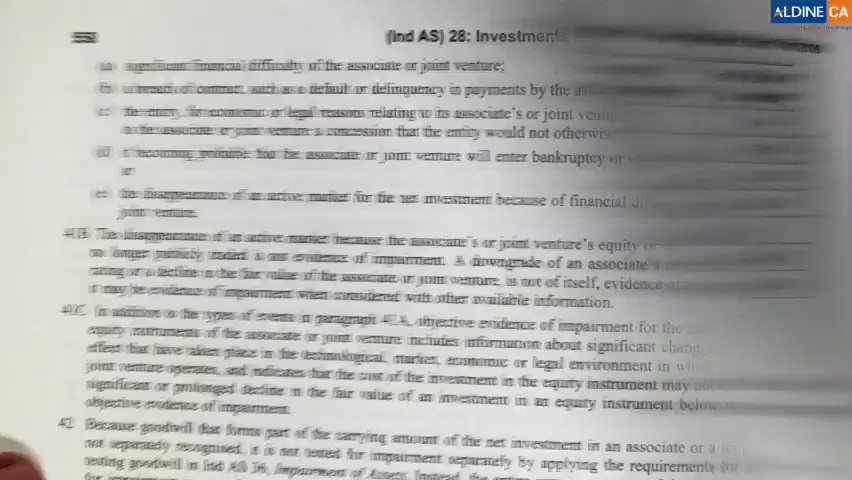 ALDINE CA
558 (Ind AS) 28: Investments
(a) significant financial difficulty of the associate or joint venture;
(b) a breach of contract, such as a default or delinquency in payments by the
(c) the entity, for economic or legal reasons relating to its associate's or joint
to the associate or joint venture a concession that the entity would not otherwise
(d) it becoming probable that the associate or joint venture will enter bankruptcy or
or
(e) the disappearance of an active market for the net investment because of financial
joint venture.
41B The disappearance of an active market because the associate's or joint venture's equity or
no longer publicly traded is not evidence of impairment. A downgrade of an associate's
rating or a decline in the fair value of the associate or joint venture, is not of itself, evidence
it may be evidence of impairment when considered with other available information.
41C In addition to the types of events in paragraph 41A, objective evidence of impairment for the
equity instruments of the associate or joint venture includes information about significant
effect that have taken place in the technological, market, economic or legal environment in
joint venture operates, and indicates that the cost of the investment in the equity instrument may
significant or prolonged decline in the fair value of an investment in an equity instrument below
objective evidence of impairment.
42 Because goodwill that forms part of the carrying amount of the net investment in an associate or a
not separately recognised, it is not tested for impairment separately by applying the requirements for
testing goodwill in Ind AS 36, Impairment of Assets. Instead, the entire